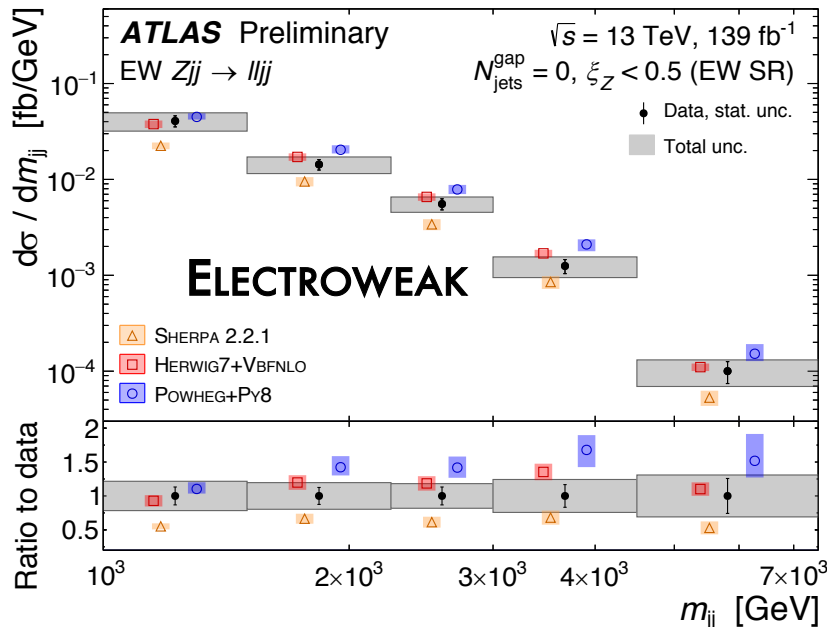 ATLAS Preliminary
√s = 13 TeV, 139 fb⁻¹
EW Zjj → lljj
N_jets^gap = 0, ξ_Z < 0.5 (EW SR)
Data, stat. unc.
Total unc.
ELECTROWEAK
SHERPA 2.2.1
HERWIG7+VBFNLO
POWHEG+PY8
dσ / dm_jj [fb/GeV]
10⁻¹
10⁻²
10⁻³
10⁻⁴
Ratio to data
2
1.5
1
0.5
10³ 2×10³ 3×10³ 4×10³ 7×10³
m_jj [GeV]